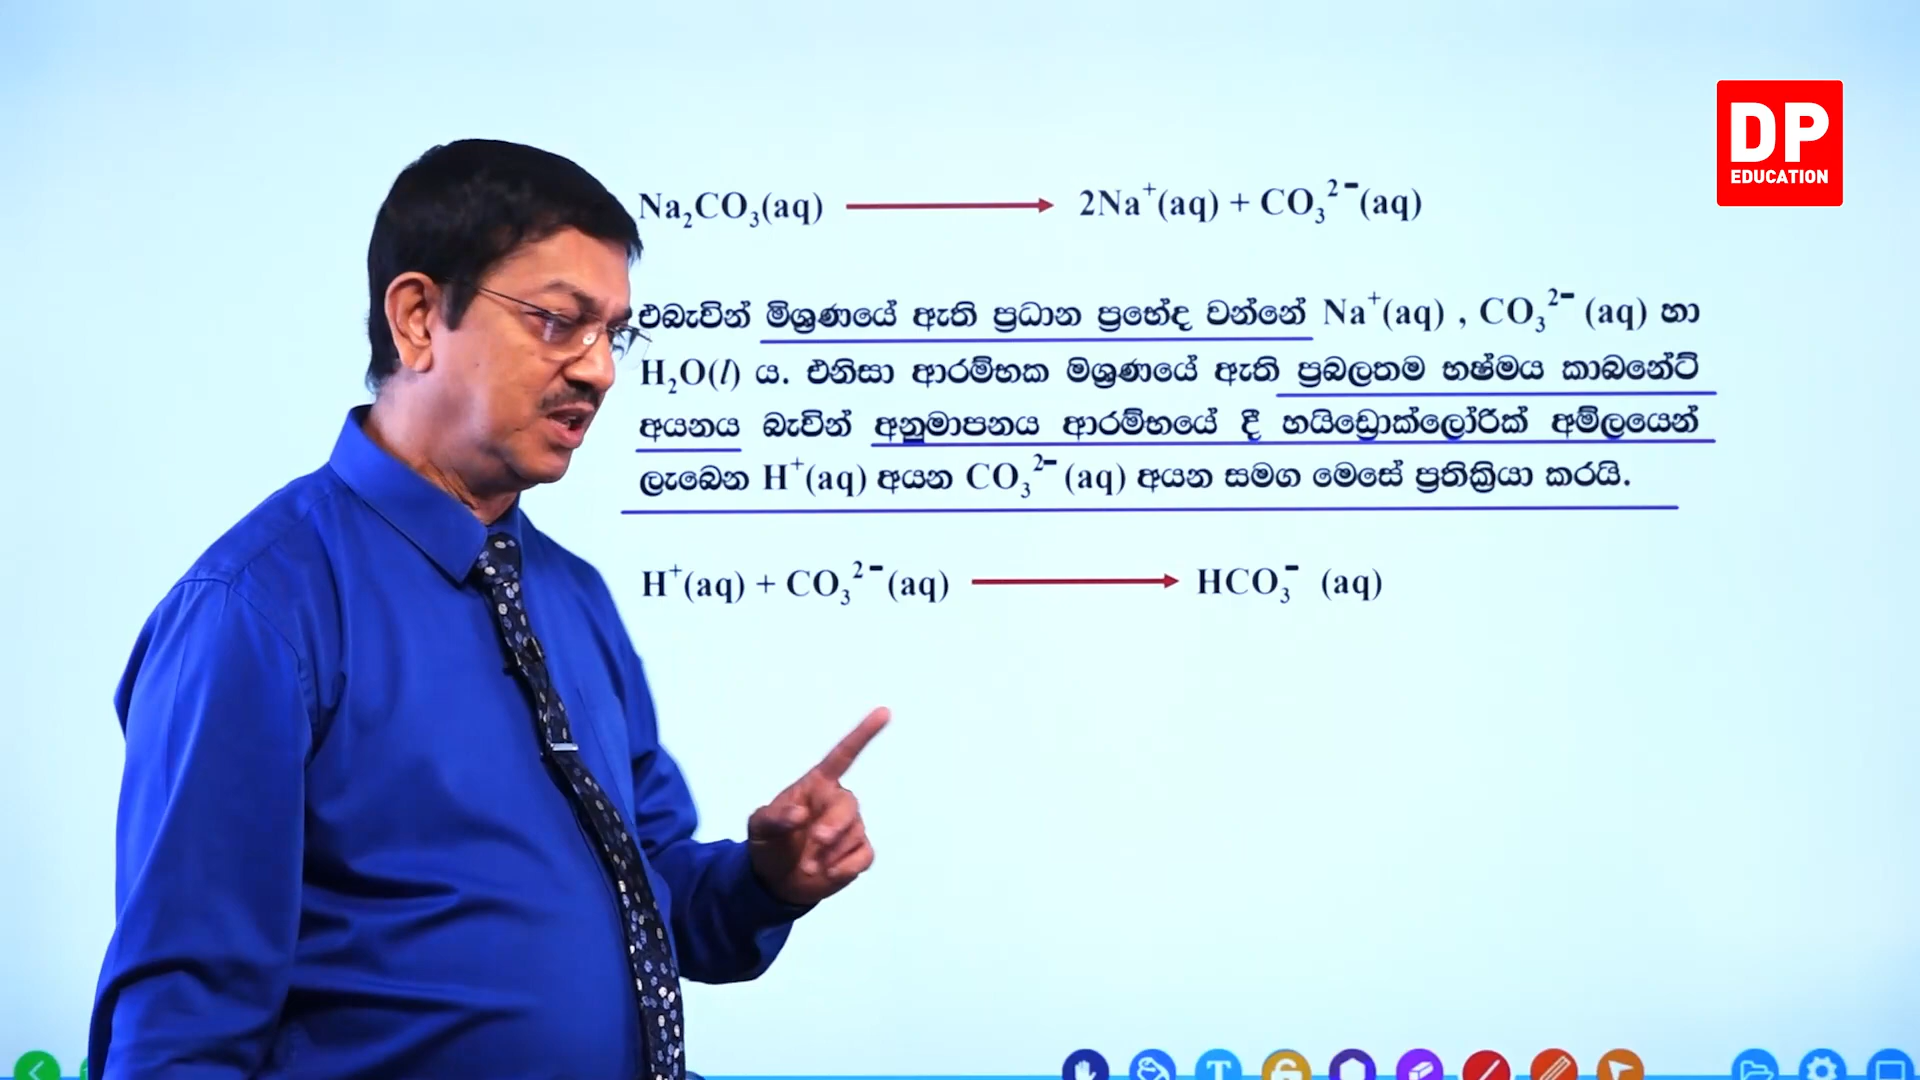 DP
EDUCATION
Na₂CO₃(aq) ⟶ 2Na⁺(aq) + CO₃²⁻(aq)
එබැවින් මිශ්‍රණයේ ඇති ප්‍රධාන ප්‍රභේද වන්නේ Na⁺(aq) , CO₃²⁻ (aq) හා
H₂O(l) ය. එනිසා ආරම්භක මිශ්‍රණයේ ඇති ප්‍රබලතම භෂ්මය කාබනේට්
අයනය බැවින් අනුමාපනය ආරම්භයේ දී හයිඩ්‍රොක්ලෝරික් අම්ලයෙන්
ලැබෙන H⁺(aq) අයන CO₃²⁻ (aq) අයන සමග මෙසේ ප්‍රතික්‍රියා කරයි.
H⁺(aq) + CO₃²⁻(aq) ⟶ HCO₃⁻ (aq)